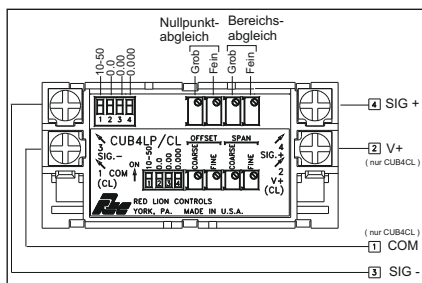 Nullpunkt- Bereichs-
abgleich abgleich
10-50
0.0
0.00
0.000
Grob
Fein
Grob
Fein
1 2 3 4
4 SIG +
CUB4LP/CL
OFFSET SPAN
3
SIG.-
ON
10-50
0.0
0.00
0.000
COARSE
FINE
COARSE
FINE
4
SIG.+
2 V+
( nur CUB4CL )
1 COM
(CL)
1 2 3 4
2
V+
(CL)
RED LION CONTROLS
YORK, PA. MADE IN U.S.A.
( nur CUB4CL )
1 COM
3 SIG -